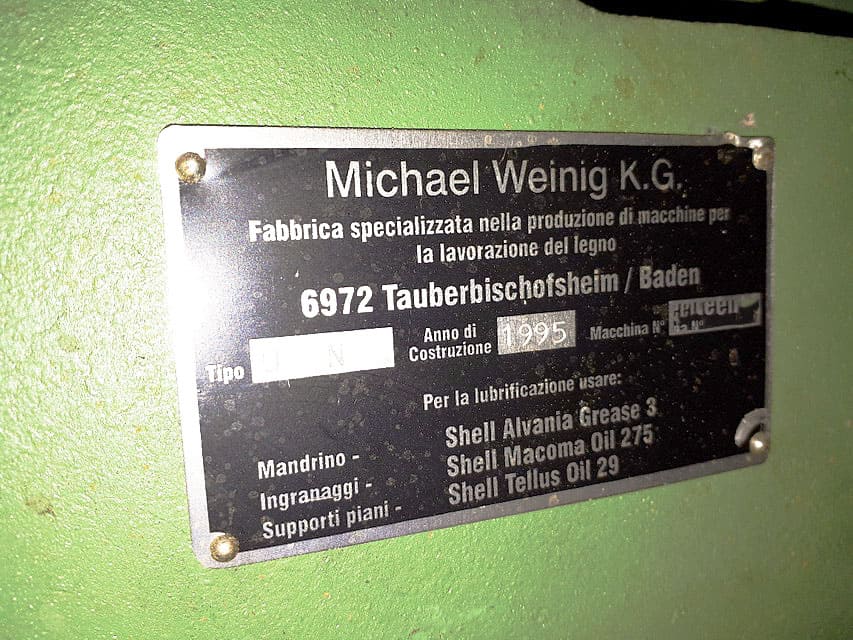 Michael Weinig K.G.
Fabbrica specializzata nella produzione di macchine per
la lavorazione del legno
6972 Tauberbischofsheim / Baden
Tipo U N Anno di Costruzione 1995 Macchina N°
Per la lubrificazione usare:
Mandrino - Shell Alvania Grease 3
Ingranaggi - Shell Macoma Oil 275
Supporti piani - Shell Tellus Oil 29